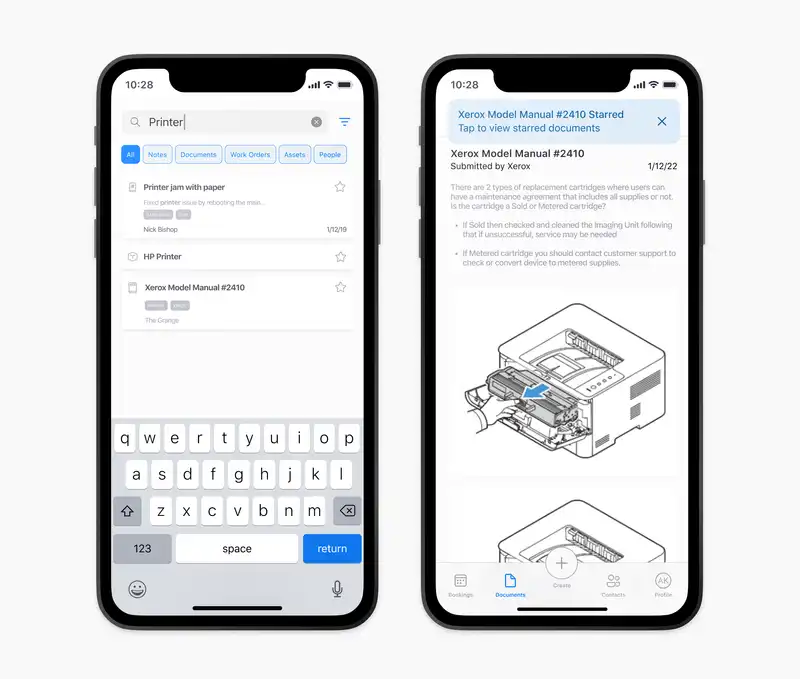 10:28
Printer
All
Notes
Documents
Work Orders
Assets
People
Printer jam with paper
Fixed printer issue by rebooting the main...
Nick Bishop
1/12/19
HP Printer
Xerox Model Manual #2410
The Grange
q w e r t y u i o p
a s d f g h j k l
z x c v b n m
123
space
return
10:28
Xerox Model Manual #2410 Starred
Tap to view starred documents
Xerox Model Manual #2410
Submitted by Xerox
1/12/22
There are 2 types of replacement cartridges where users can
have a maintenance agreement that includes all supplies or not.
Is the cartridge a Sold or Metered cartridge?
• If Sold then checked and cleaned the Imaging Unit following
that if unsuccessful, service may be needed
• If Metered cartridge you should contact customer support to
check or convert device to metered supplies.
Bookings
Documents
Create
Contacts
AK
Profile